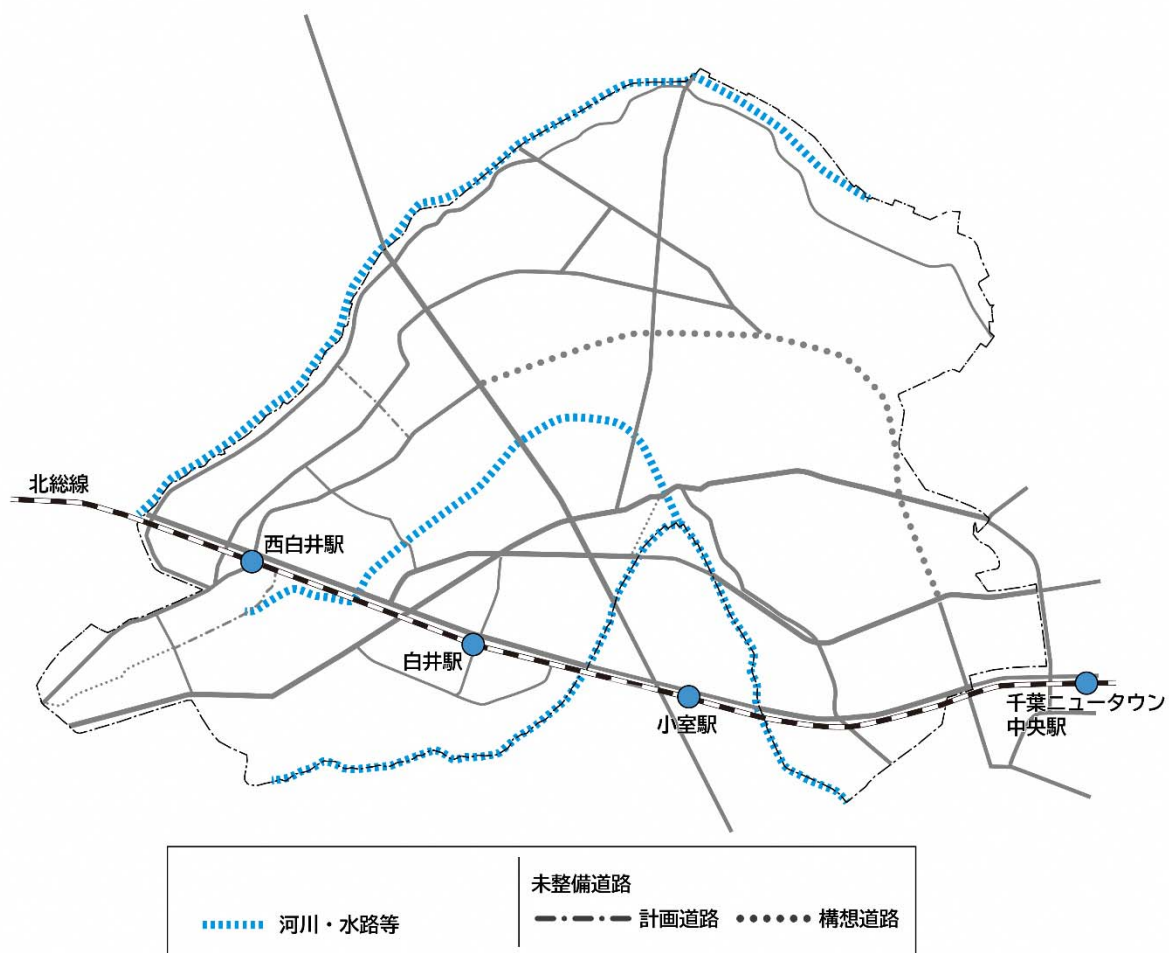 北総線
西白井駅
白井駅
小室駅
千葉ニュータウン
中央駅
未整備道路
河川・水路等
計画道路
構想道路